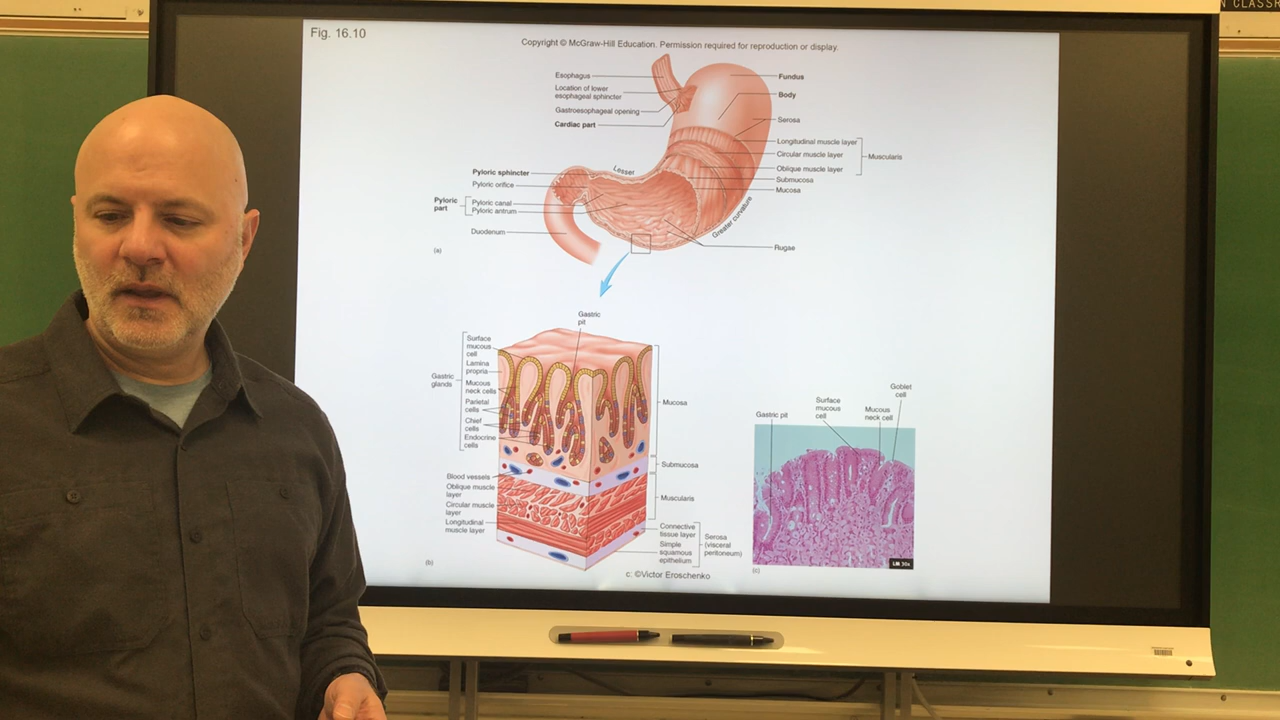 N CLASSR
Fig. 16.10
Copyright © McGraw-Hill Education. Permission required for reproduction or display.
Esophagus
Location of lower
esophageal sphincter
Gastroesophageal opening
Cardiac part
Fundus
Body
Serosa
Longitudinal muscle layer
Circular muscle layer
Oblique muscle layer
Muscularis
Submucosa
Mucosa
Lesser
Greater curvature
Pyloric sphincter
Pyloric orifice
Pyloric
part
Pyloric canal
Pyloric antrum
Duodenum
Rugae
(a)
Gastric
pit
Surface
mucous
cell
Lamina
propria
Gastric
glands
Mucous
neck cells
Parietal
cells
Chief
cells
Endocrine
cells
Blood vessels
Oblique muscle
layer
Circular muscle
layer
Longitudinal
muscle layer
Mucosa
Submucosa
Muscularis
Connective
tissue layer
Simple
squamous
epithelium
Serosa
(visceral
peritoneum)
(b)
c: ©Victor Eroschenko
Gastric pit
Surface
mucous
cell
Mucous
neck cell
Goblet
cell
LM 30x
(c)